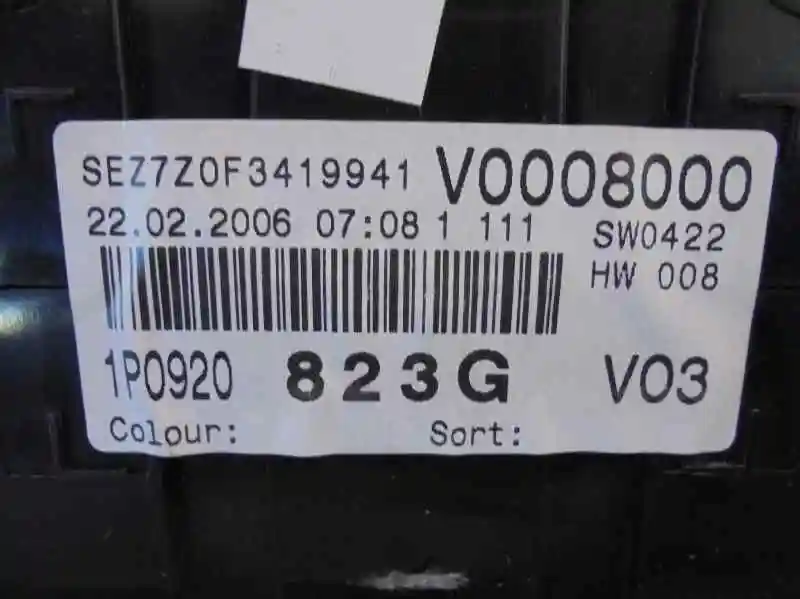 SEZ7Z0F3419941 V0008000
22.02.2006 07:08 1 111 SW0422
HW 008
1P0920 823G V03
Colour: Sort: